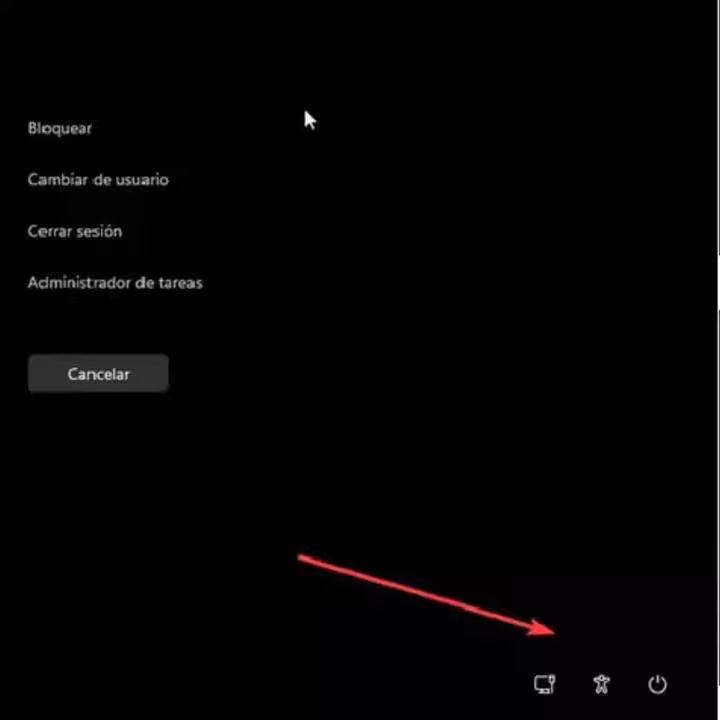 Bloquear
Cambiar de usuario
Cerrar sesión
Administrador de tareas
Cancelar